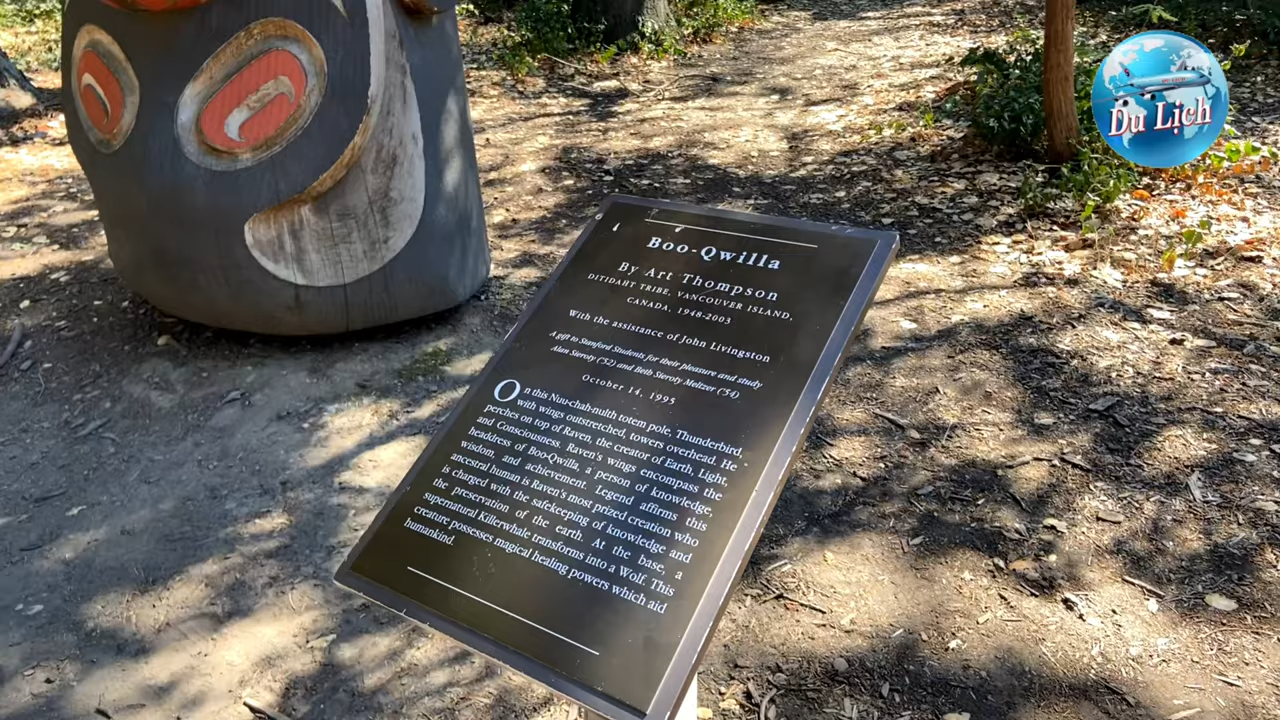 Du Lịch
Boo-Qwilla
By Art Thompson
DITIDAHT TRIBE, VANCOUVER ISLAND,
CANADA, 1948-2003
With the assistance of John Livingston
A gift to Stanford Students for their pleasure and study
Alan Sieroty ('52) and Beth Sieroty Meltzer ('54)
October 14, 1995
On this Nuu-chah-nulth totem pole, Thunderbird,
with wings outstretched, towers overhead. He
perches on top of Raven, the creator of Earth, Light,
and Consciousness. Raven's wings encompass the
headdress of Boo-Qwilla, a person of knowledge,
wisdom, and achievement. Legend affirms this
ancestral human is Raven's most prized creation who
is charged with the safekeeping of knowledge and
the preservation of the earth. At the base, a
supernatural Killerwhale transforms into a Wolf. This
creature possesses magical healing powers which aid
humankind.